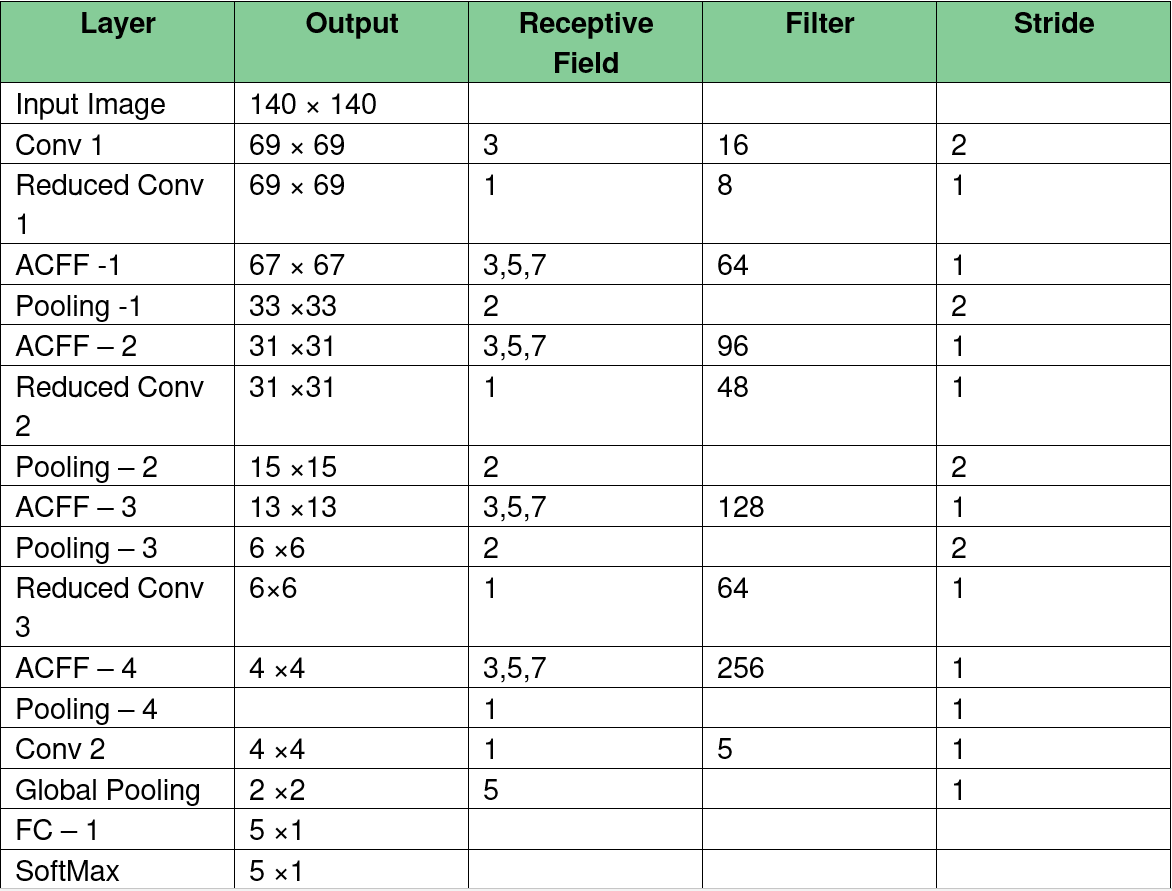 Layer Output Receptive Field Filter Stride
Input Image 140 × 140
Conv 1 69 × 69 3 16 2
Reduced Conv 1 69 × 69 1 8 1
ACFF -1 67 × 67 3,5,7 64 1
Pooling -1 33 ×33 2 2
ACFF – 2 31 ×31 3,5,7 96 1
Reduced Conv 2 31 ×31 1 48 1
Pooling – 2 15 ×15 2 2
ACFF – 3 13 ×13 3,5,7 128 1
Pooling – 3 6 ×6 2 2
Reduced Conv 3 6×6 1 64 1
ACFF – 4 4 ×4 3,5,7 256 1
Pooling – 4 1 1
Conv 2 4 ×4 1 5 1
Global Pooling 2 ×2 5 1
FC – 1 5 ×1
SoftMax 5 ×1